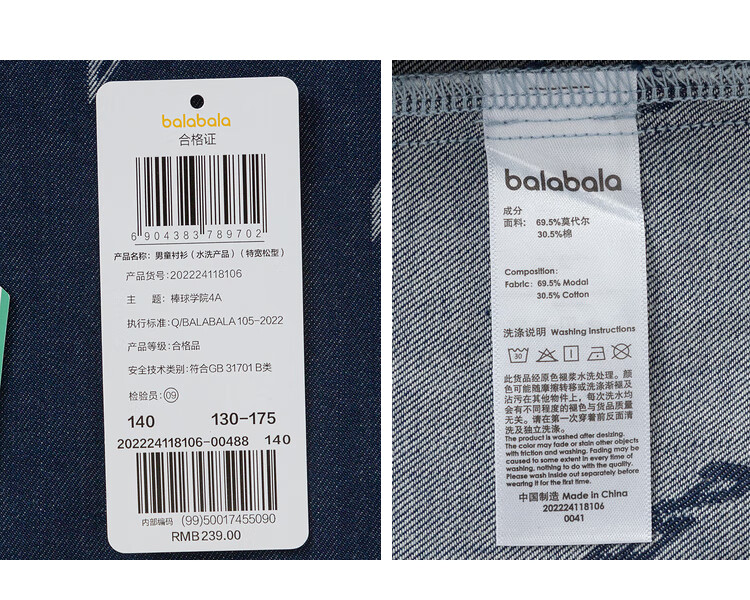 balabala
合格证
6904383789702
产品名称: 男童衬衫(水洗产品)(特宽松型)
产品货号: 202224118106
主 题: 棒球学院4A
执行标准: Q/BALABALA 105-2022
产品等级: 合格品
安全技术类别: 符合GB 31701 B类
检验员: 09
140 130-175
202224118106-00488 140
内部编码 (99)50017455090
RMB239.00
balabala
成分
面料: 69.5%莫代尔
30.5%棉
Composition:
Fabric: 69.5% Modal
30.5% Cotton
洗涤说明 Washing Instructions
30
此货品经原色褪柔水洗处理。颜
色可能随摩擦转移或洗涤渐褪及
沾污在其他物件上,每次洗水均
会有不同程度的褪色与货品质量
无关。请在第一次穿着前反面清
洗及独立洗涤。
The product is washed after desizing.
The color may fade or stain other objects
with friction and washing. Fading may be
caused to some extent in every time of
washing, nothing to do with the quality.
Please wash inside out separately before
wearing it for the first time.
中国制造 Made in China
202224118106
0041